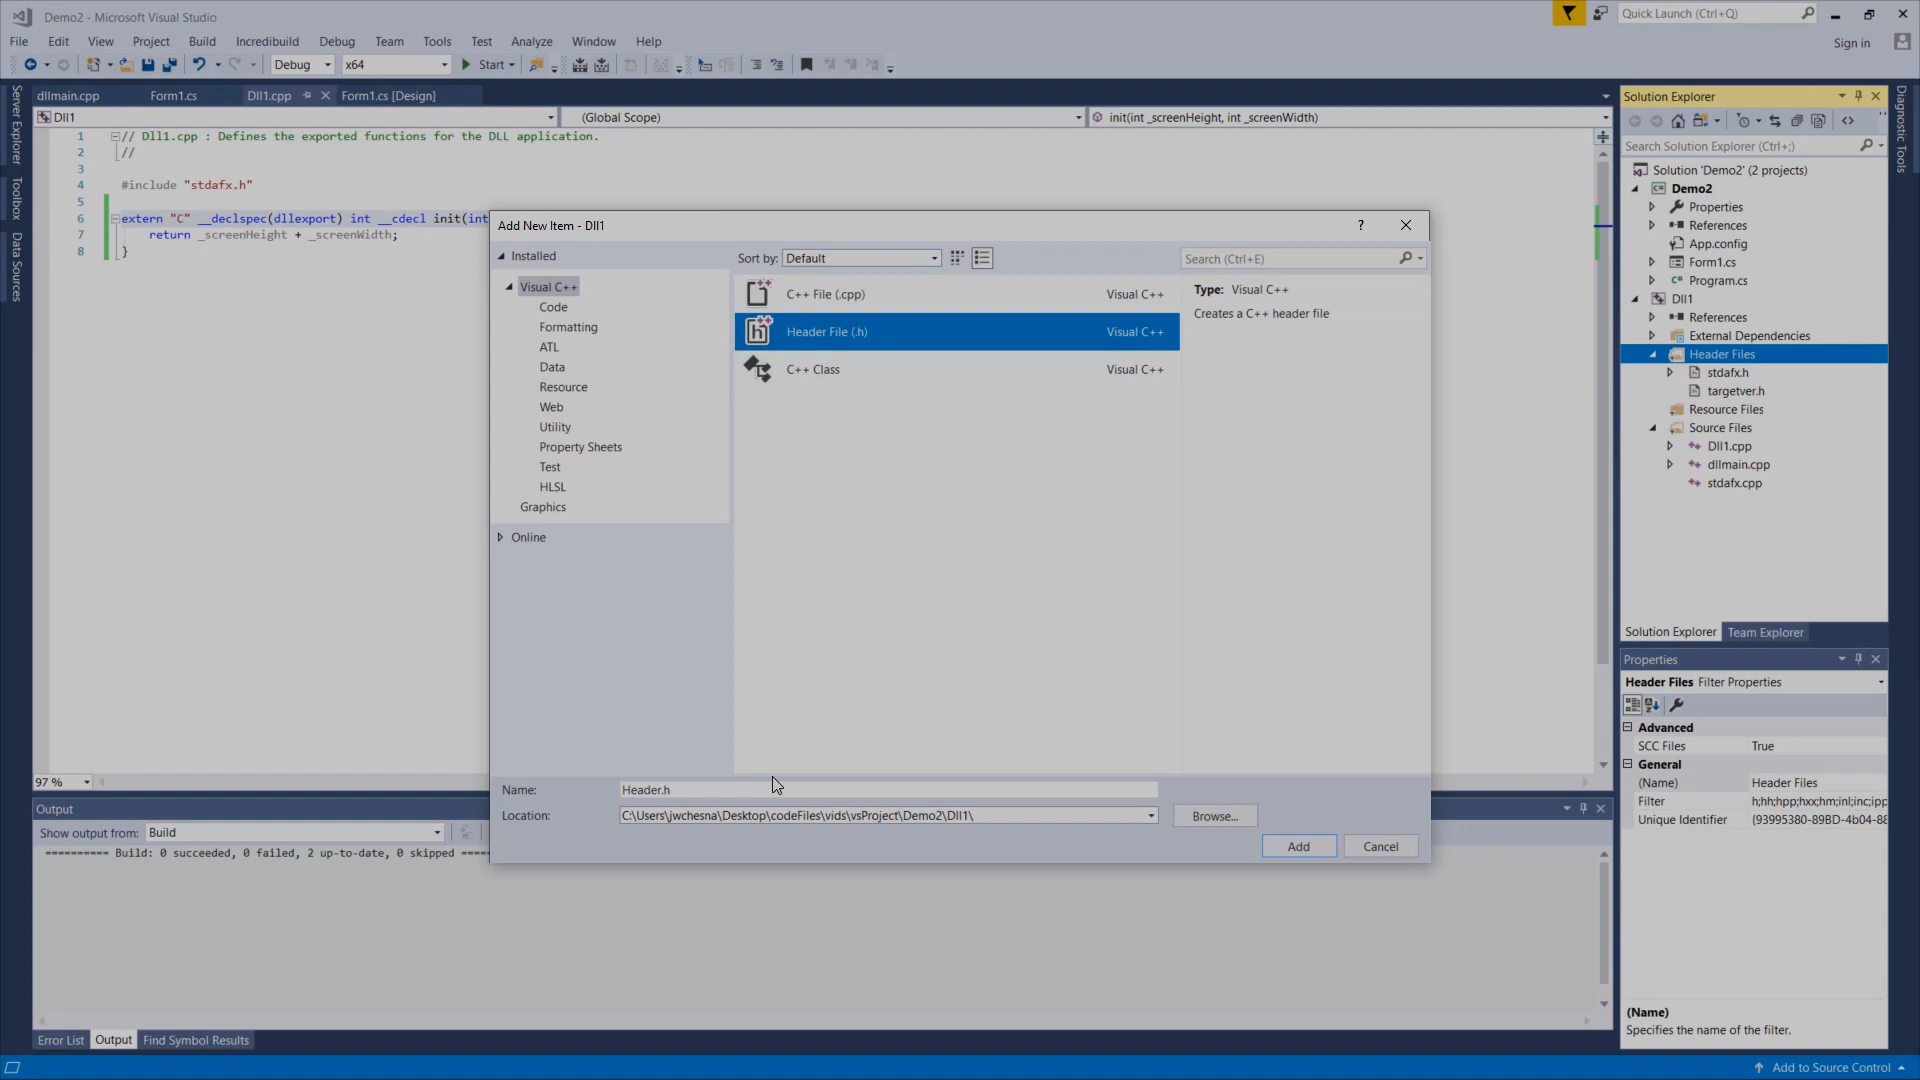 Demo2 - Microsoft Visual Studio
Quick Launch (Ctrl+Q)
File Edit View Project Build Incredibuild Debug Team Tools Test Analyze Window Help
Sign in
Debug x64 Start
Server Explorer
Toolbox
Data Sources
dllmain.cpp Form1.cs Dll1.cpp Form1.cs [Design]
Dll1 (Global Scope) init(int _screenHeight, int _screenWidth)
1 // Dll1.cpp : Defines the exported functions for the DLL application.
2 //
3
4 #include "stdafx.h"
5
6 extern "C" __declspec(dllexport) int __cdecl init(int
7 return _screenHeight + _screenWidth;
8 }
97 %
Add New Item - Dll1
?
Installed
Visual C++
Code
Formatting
ATL
Data
Resource
Web
Utility
Property Sheets
Test
HLSL
Graphics
Online
Sort by: Default
C++ File (.cpp) Visual C++
Header File (.h) Visual C++
C++ Class Visual C++
Search (Ctrl+E)
Type: Visual C++
Creates a C++ header file
Name: Header.h
Location: C:\Users\jwchesna\Desktop\codeFiles\vids\vsProject\Demo2\Dll1\
Browse...
Add Cancel
Output
Show output from: Build
========== Build: 0 succeeded, 0 failed, 2 up-to-date, 0 skipped =====
Error List Output Find Symbol Results
Solution Explorer
Search Solution Explorer (Ctrl+;)
Solution 'Demo2' (2 projects)
Demo2
Properties
References
App.config
Form1.cs
Program.cs
Dll1
References
External Dependencies
Header Files
stdafx.h
targetver.h
Resource Files
Source Files
Dll1.cpp
dllmain.cpp
stdafx.cpp
Solution Explorer Team Explorer
Properties
Header Files Filter Properties
Advanced
SCC Files True
General
(Name) Header Files
Filter h;hh;hpp;hxx;hm;inl;inc;ipp
Unique Identifier {93995380-89BD-4b04-88
(Name)
Specifies the name of the filter.
Diagnostic Tools
Add to Source Control